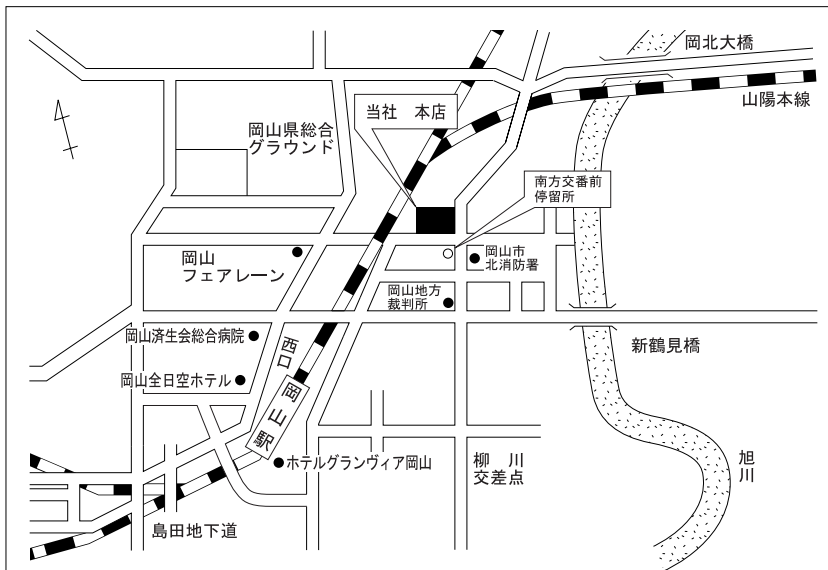 岡北大橋
山陽本線
当社 本店
岡山県総合
グラウンド
南方交番前
停留所
岡山
フェアレーン
岡山市
北消防署
岡山地方
裁判所
岡山済生会総合病院
西口
新鶴見橋
岡山全日空ホテル
岡山駅
ホテルグランヴィア岡山
柳川
交差点
旭川
島田地下道